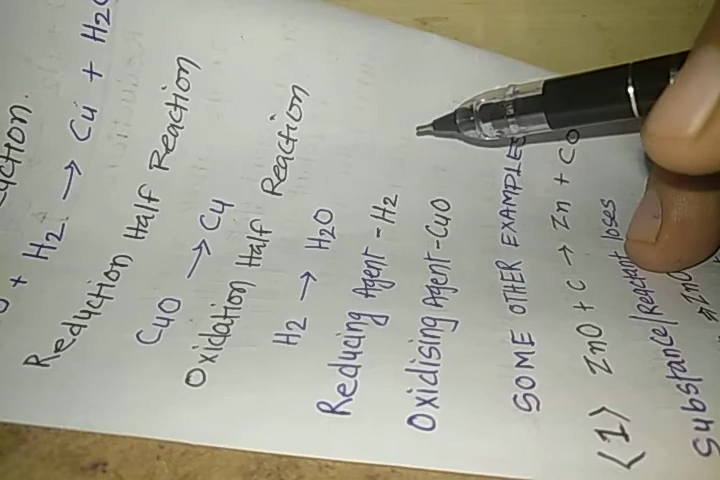 + H2 → Cu + H2O
Reduction Half Reaction
CuO → Cu
Oxidation Half Reaction
H2 → H2O
Reducing Agent - H2
Oxidising Agent - CuO
SOME OTHER EXAMPLES
<1> ZnO + C → Zn + CO
Substance/Reactant loses